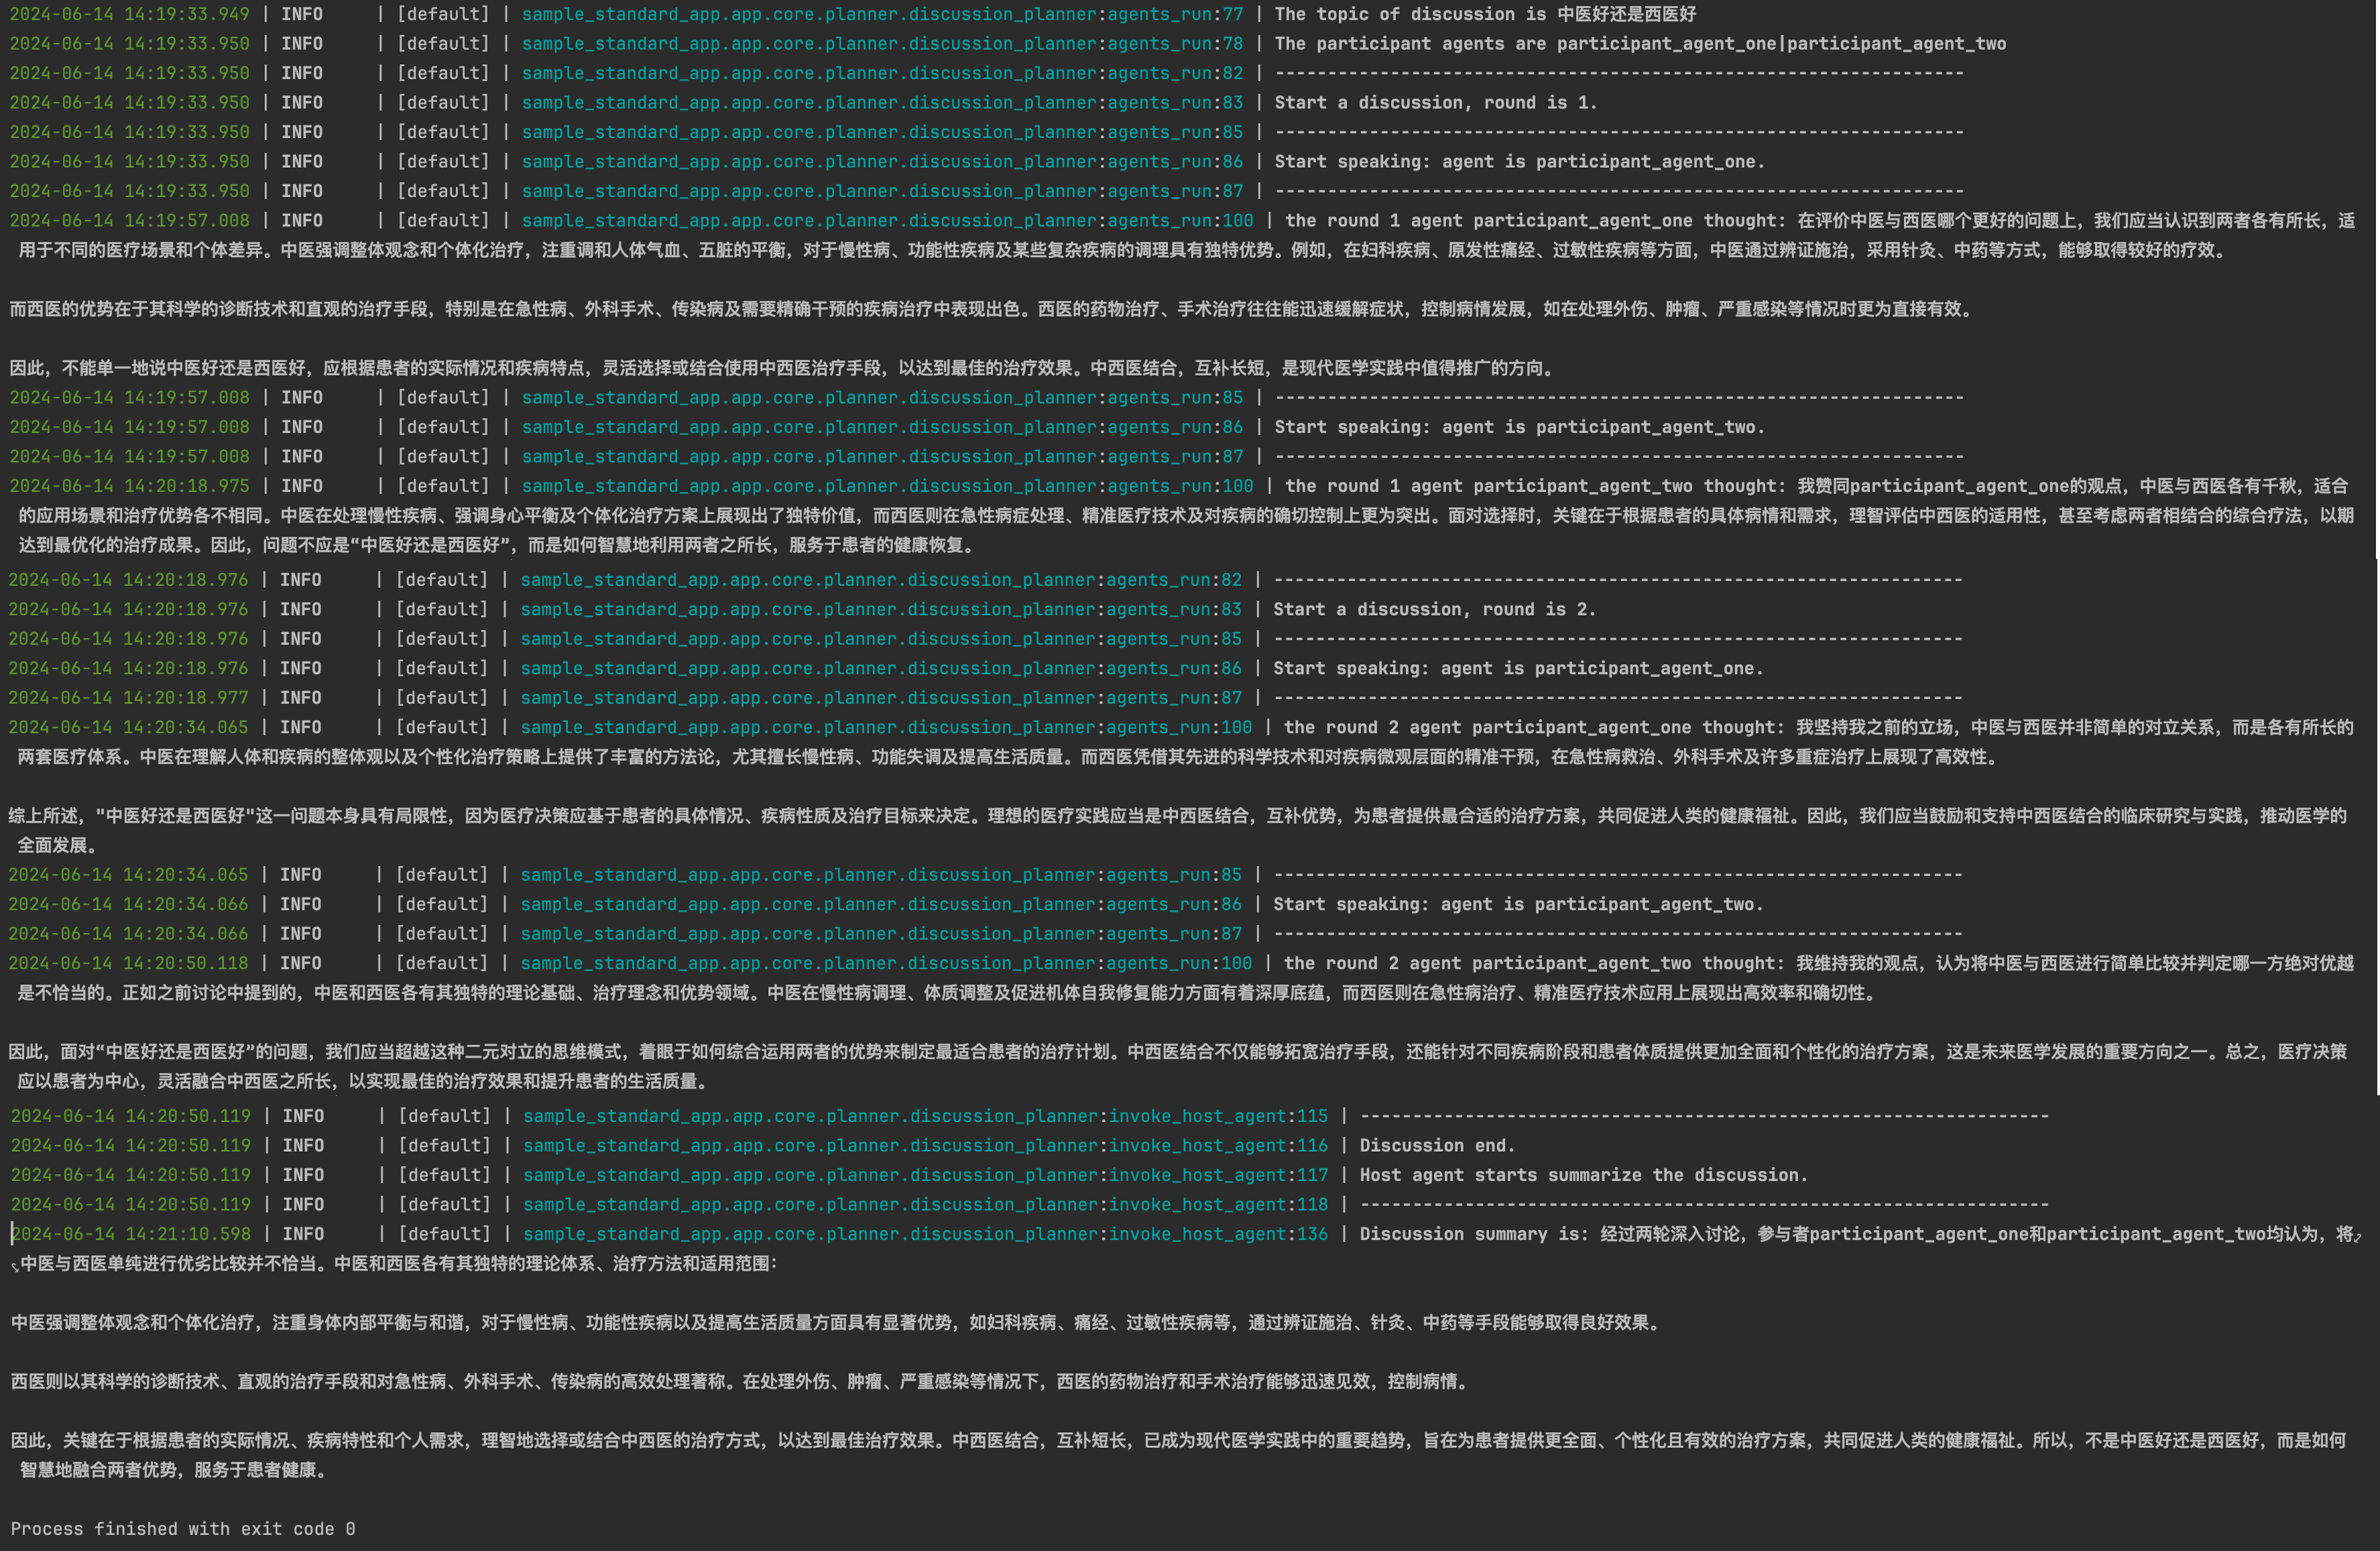 2024-06-14 14:19:33.949 | INFO     | [default] | sample_standard_app.app.core.planner.discussion_planner:agents_run:77 | The topic of discussion is 中医好还是西医好
2024-06-14 14:19:33.950 | INFO     | [default] | sample_standard_app.app.core.planner.discussion_planner:agents_run:78 | The participant agents are participant_agent_one|participant_agent_two
2024-06-14 14:19:33.950 | INFO     | [default] | sample_standard_app.app.core.planner.discussion_planner:agents_run:82 | ------------------------------------------------------------------
2024-06-14 14:19:33.950 | INFO     | [default] | sample_standard_app.app.core.planner.discussion_planner:agents_run:83 | Start a discussion, round is 1.
2024-06-14 14:19:33.950 | INFO     | [default] | sample_standard_app.app.core.planner.discussion_planner:agents_run:85 | ------------------------------------------------------------------
2024-06-14 14:19:33.950 | INFO     | [default] | sample_standard_app.app.core.planner.discussion_planner:agents_run:86 | Start speaking: agent is participant_agent_one.
2024-06-14 14:19:33.950 | INFO     | [default] | sample_standard_app.app.core.planner.discussion_planner:agents_run:87 | ------------------------------------------------------------------
2024-06-14 14:19:57.008 | INFO     | [default] | sample_standard_app.app.core.planner.discussion_planner:agents_run:100 | the round 1 agent participant_agent_one thought: 在评价中医与西医哪个更好的问题上，我们应当认识到两者各有所长，适
用于不同的医疗场景和个体差异。中医强调整体观念和个体化治疗，注重调和人体气血、五脏的平衡，对于慢性病、功能性疾病及某些复杂疾病的调理具有独特优势。例如，在妇科疾病、原发性痛经、过敏性疾病等方面，中医通过辨证施治，采用针灸、中药等方式，能够取得较好的疗效。
而西医的优势在于其科学的诊断技术和直观的治疗手段，特别是在急性病、外科手术、传染病及需要精确干预的疾病治疗中表现出色。西医的药物治疗、手术治疗往往能迅速缓解症状，控制病情发展，如在处理外伤、肿瘤、严重感染等情况时更为直接有效。
因此，不能单一地说中医好还是西医好，应根据患者的实际情况和疾病特点，灵活选择或结合使用中西医治疗手段，以达到最佳的治疗效果。中西医结合，互补长短，是现代医学实践中值得推广的方向。
2024-06-14 14:19:57.008 | INFO     | [default] | sample_standard_app.app.core.planner.discussion_planner:agents_run:85 | ------------------------------------------------------------------
2024-06-14 14:19:57.008 | INFO     | [default] | sample_standard_app.app.core.planner.discussion_planner:agents_run:86 | Start speaking: agent is participant_agent_two.
2024-06-14 14:19:57.008 | INFO     | [default] | sample_standard_app.app.core.planner.discussion_planner:agents_run:87 | ------------------------------------------------------------------
2024-06-14 14:20:18.975 | INFO     | [default] | sample_standard_app.app.core.planner.discussion_planner:agents_run:100 | the round 1 agent participant_agent_two thought: 我赞同participant_agent_one的观点，中医与西医各有千秋，适合
的应用场景和治疗优势各不相同。中医在处理慢性疾病、强调身心平衡及个体化治疗方案上展现出了独特价值，而西医则在急性病症处理、精准医疗技术及对疾病的确切控制上更为突出。面对选择时，关键在于根据患者的具体病情和需求，理智评估中西医的适用性，甚至考虑两者相结合的综合疗法，以期
达到最优化的治疗成果。因此，问题不应是“中医好还是西医好”，而是如何智慧地利用两者之所长，服务于患者的健康恢复。
2024-06-14 14:20:18.976 | INFO     | [default] | sample_standard_app.app.core.planner.discussion_planner:agents_run:82 | ------------------------------------------------------------------
2024-06-14 14:20:18.976 | INFO     | [default] | sample_standard_app.app.core.planner.discussion_planner:agents_run:83 | Start a discussion, round is 2.
2024-06-14 14:20:18.976 | INFO     | [default] | sample_standard_app.app.core.planner.discussion_planner:agents_run:85 | ------------------------------------------------------------------
2024-06-14 14:20:18.976 | INFO     | [default] | sample_standard_app.app.core.planner.discussion_planner:agents_run:86 | Start speaking: agent is participant_agent_one.
2024-06-14 14:20:18.977 | INFO     | [default] | sample_standard_app.app.core.planner.discussion_planner:agents_run:87 | ------------------------------------------------------------------
2024-06-14 14:20:34.065 | INFO     | [default] | sample_standard_app.app.core.planner.discussion_planner:agents_run:100 | the round 2 agent participant_agent_one thought: 我坚持我之前的立场，中医与西医并非简单的对立关系，而是各有所长的
两套医疗体系。中医在理解人体和疾病的整体观以及个性化治疗策略上提供了丰富的方法论，尤其擅长慢性病、功能失调及提高生活质量。而西医凭借其先进的科学技术和对疾病微观层面的精准干预，在急性病救治、外科手术及许多重症治疗上展现了高效性。
综上所述，"中医好还是西医好"这一问题本身具有局限性，因为医疗决策应基于患者的具体情况、疾病性质及治疗目标来决定。理想的医疗实践应当是中西医结合，互补优势，为患者提供最合适的治疗方案，共同促进人类的健康福祉。因此，我们应当鼓励和支持中西医结合的临床研究与实践，推动医学的
全面发展。
2024-06-14 14:20:34.065 | INFO     | [default] | sample_standard_app.app.core.planner.discussion_planner:agents_run:85 | ------------------------------------------------------------------
2024-06-14 14:20:34.066 | INFO     | [default] | sample_standard_app.app.core.planner.discussion_planner:agents_run:86 | Start speaking: agent is participant_agent_two.
2024-06-14 14:20:34.066 | INFO     | [default] | sample_standard_app.app.core.planner.discussion_planner:agents_run:87 | ------------------------------------------------------------------
2024-06-14 14:20:50.118 | INFO     | [default] | sample_standard_app.app.core.planner.discussion_planner:agents_run:100 | the round 2 agent participant_agent_two thought: 我维持我的观点，认为将中医与西医进行简单比较并判定哪一方绝对优越
是不恰当的。正如之前讨论中提到的，中医和西医各有其独特的理论基础、治疗理念和优势领域。中医在慢性病调理、体质调整及促进机体自我修复能力方面有着深厚底蕴，而西医则在急性病治疗、精准医疗技术应用上展现出高效率和确切性。
因此，面对“中医好还是西医好”的问题，我们应当超越这种二元对立的思维模式，着眼于如何综合运用两者的优势来制定最适合患者的治疗计划。中西医结合不仅能够拓宽治疗手段，还能针对不同疾病阶段和患者体质提供更加全面和个性化的治疗方案，这是未来医学发展的重要方向之一。总之，医疗决策
应以患者为中心，灵活融合中西医之所长，以实现最佳的治疗效果和提升患者的生活质量。
2024-06-14 14:20:50.119 | INFO     | [default] | sample_standard_app.app.core.planner.discussion_planner:invoke_host_agent:115 | ------------------------------------------------------------------
2024-06-14 14:20:50.119 | INFO     | [default] | sample_standard_app.app.core.planner.discussion_planner:invoke_host_agent:116 | Discussion end.
2024-06-14 14:20:50.119 | INFO     | [default] | sample_standard_app.app.core.planner.discussion_planner:invoke_host_agent:117 | Host agent starts summarize the discussion.
2024-06-14 14:20:50.119 | INFO     | [default] | sample_standard_app.app.core.planner.discussion_planner:invoke_host_agent:118 | ------------------------------------------------------------------
2024-06-14 14:21:10.598 | INFO     | [default] | sample_standard_app.app.core.planner.discussion_planner:invoke_host_agent:136 | Discussion summary is: 经过两轮深入讨论，参与者participant_agent_one和participant_agent_two均认为，将
中医与西医单纯进行优劣比较并不恰当。中医和西医各有其独特的理论体系、治疗方法和适用范围：
中医强调整体观念和个体化治疗，注重身体内部平衡与和谐，对于慢性病、功能性疾病以及提高生活质量方面具有显著优势，如妇科疾病、痛经、过敏性疾病等，通过辨证施治、针灸、中药等手段能够取得良好效果。
西医则以其科学的诊断技术、直观的治疗手段和对急性病、外科手术、传染病的高效处理著称。在处理外伤、肿瘤、严重感染等情况下，西医的药物治疗和手术治疗能够迅速见效，控制病情。
因此，关键在于根据患者的实际情况、疾病特性和个人需求，理智地选择或结合中西医的治疗方式，以达到最佳治疗效果。中西医结合，互补短长，已成为现代医学实践中的重要趋势，旨在为患者提供更全面、个性化且有效的治疗方案，共同促进人类的健康福祉。所以，不是中医好还是西医好，而是如何
智慧地融合两者优势，服务于患者健康。
Process finished with exit code 0